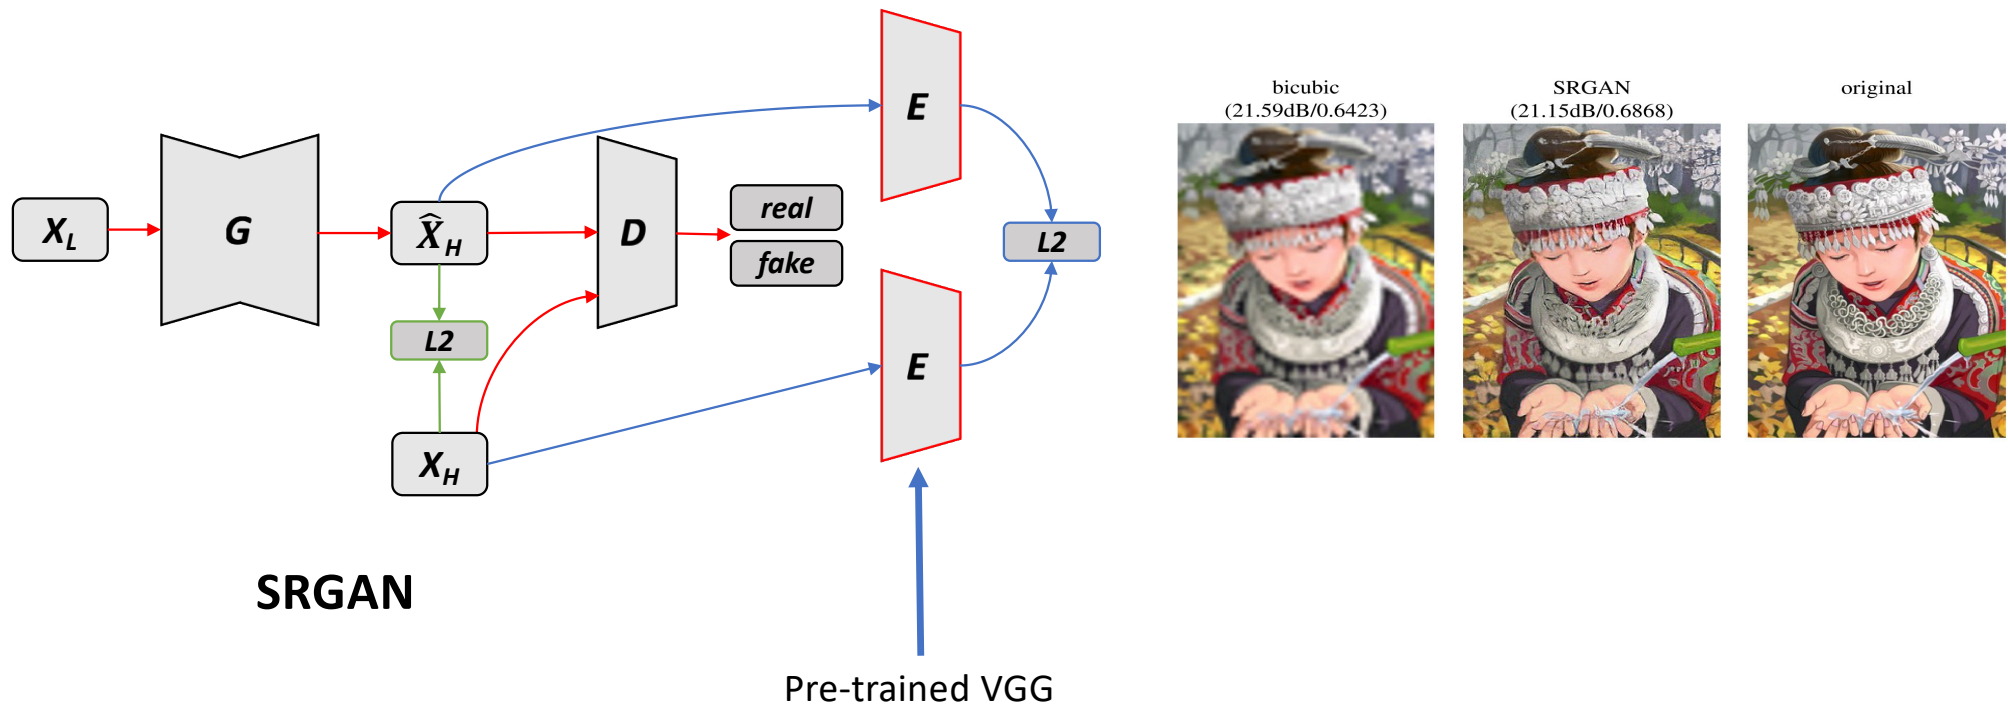 X_L
G
X̂_H
L2
X_H
D
real
fake
E
E
L2
SRGAN
Pre-trained VGG
bicubic
(21.59dB/0.6423)
SRGAN
(21.15dB/0.6868)
original